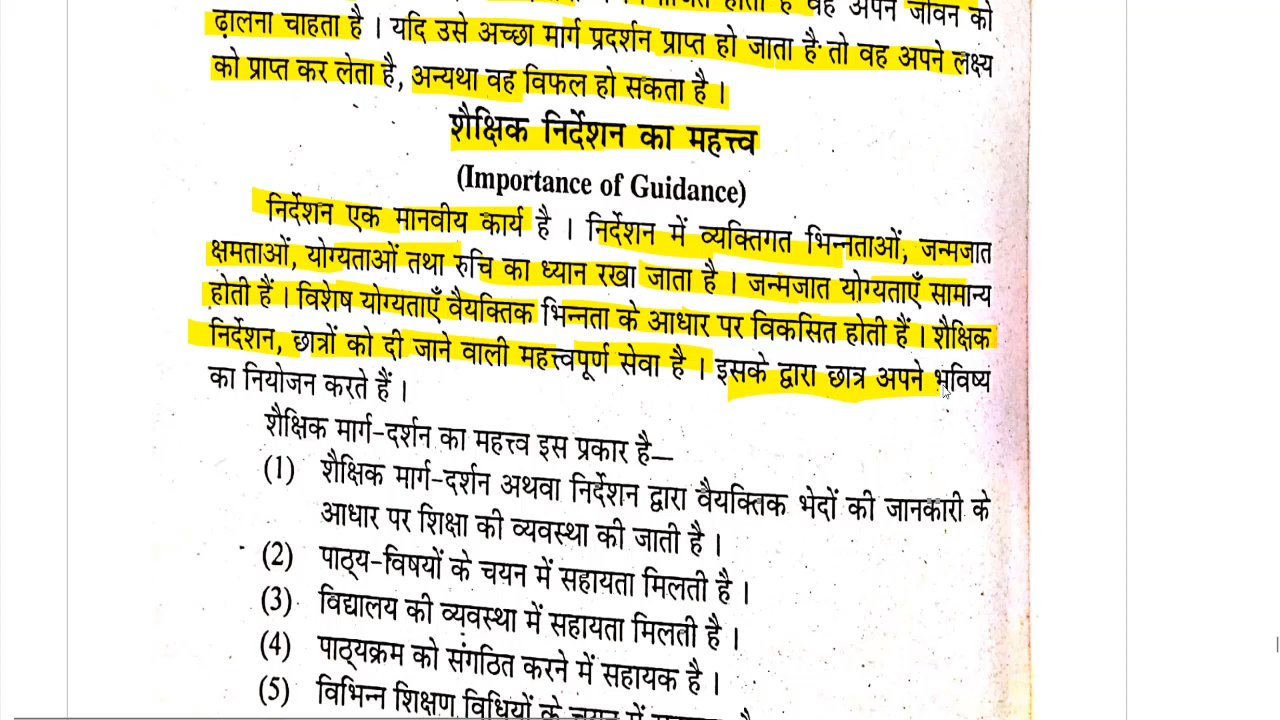 होता है वह अपने जीवन को
ढ़ालना चाहता है । यदि उसे अच्छा मार्ग प्रदर्शन प्राप्त हो जाता है तो वह अपने लक्ष्य
को प्राप्त कर लेता है, अन्यथा वह विफल हो सकता है ।
शैक्षिक निर्देशन का महत्त्व
(Importance of Guidance)
निर्देशन एक मानवीय कार्य है । निर्देशन में व्यक्तिगत भिन्नताओं, जन्मजात
क्षमताओं, योग्यताओं तथा रुचि का ध्यान रखा जाता है । जन्मजात योग्यताएँ सामान्य
होती हैं । विशेष योग्यताएँ वैयक्तिक भिन्नता के आधार पर विकसित होती हैं । शैक्षिक
निर्देशन, छात्रों को दी जाने वाली महत्त्वपूर्ण सेवा है । इसके द्वारा छात्र अपने भविष्य
का नियोजन करते हैं ।
शैक्षिक मार्ग-दर्शन का महत्त्व इस प्रकार है—
(1) शैक्षिक मार्ग-दर्शन अथवा निर्देशन द्वारा वैयक्तिक भेदों की जानकारी के
आधार पर शिक्षा की व्यवस्था की जाती है ।
(2) पाठ्य-विषयों के चयन में सहायता मिलती है ।
(3) विद्यालय की व्यवस्था में सहायता मिलती है ।
(4) पाठ्यक्रम को संगठित करने में सहायक है ।
(5) विभिन्न शिक्षण विधियों के चयन में